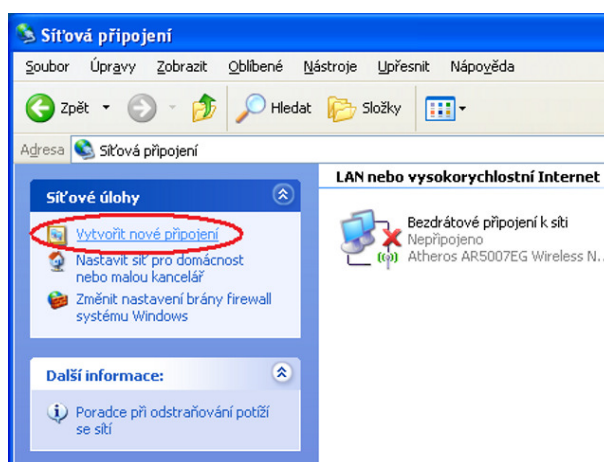 Síťová připojení
Soubor Úpravy Zobrazit Oblíbené Nástroje Upřesnit Nápověda
Zpět Hledat Složky
Adresa Síťová připojení
LAN nebo vysokorychlostní Internet
Síťové úlohy
Vytvořit nové připojení
Nastavit síť pro domácnost
nebo malou kancelář
Změnit nastavení brány firewall
systému Windows
Bezdrátové připojení k síti
Nepřipojeno
Atheros AR5007EG Wireless N...
Další informace:
Poradce při odstraňování potíží
se sítí